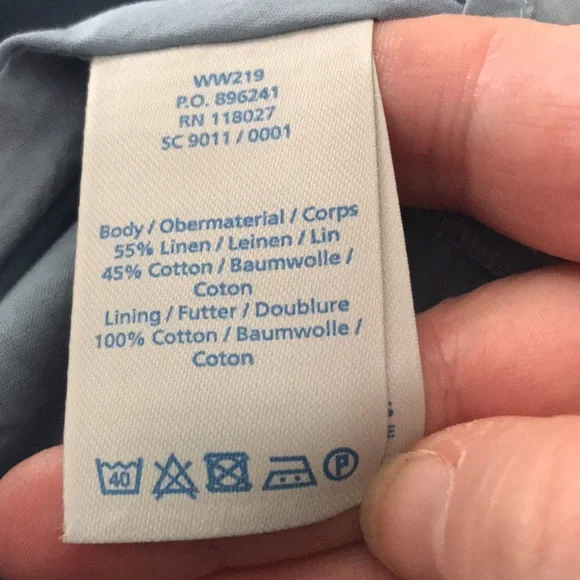 WW219
P.O. 896241
RN 118027
SC 9011 / 0001
Body / Obermaterial / Corps
55% Linen / Leinen / Lin
45% Cotton / Baumwolle /
Coton
Lining / Futter / Doublure
100% Cotton / Baumwolle /
Coton
40 P